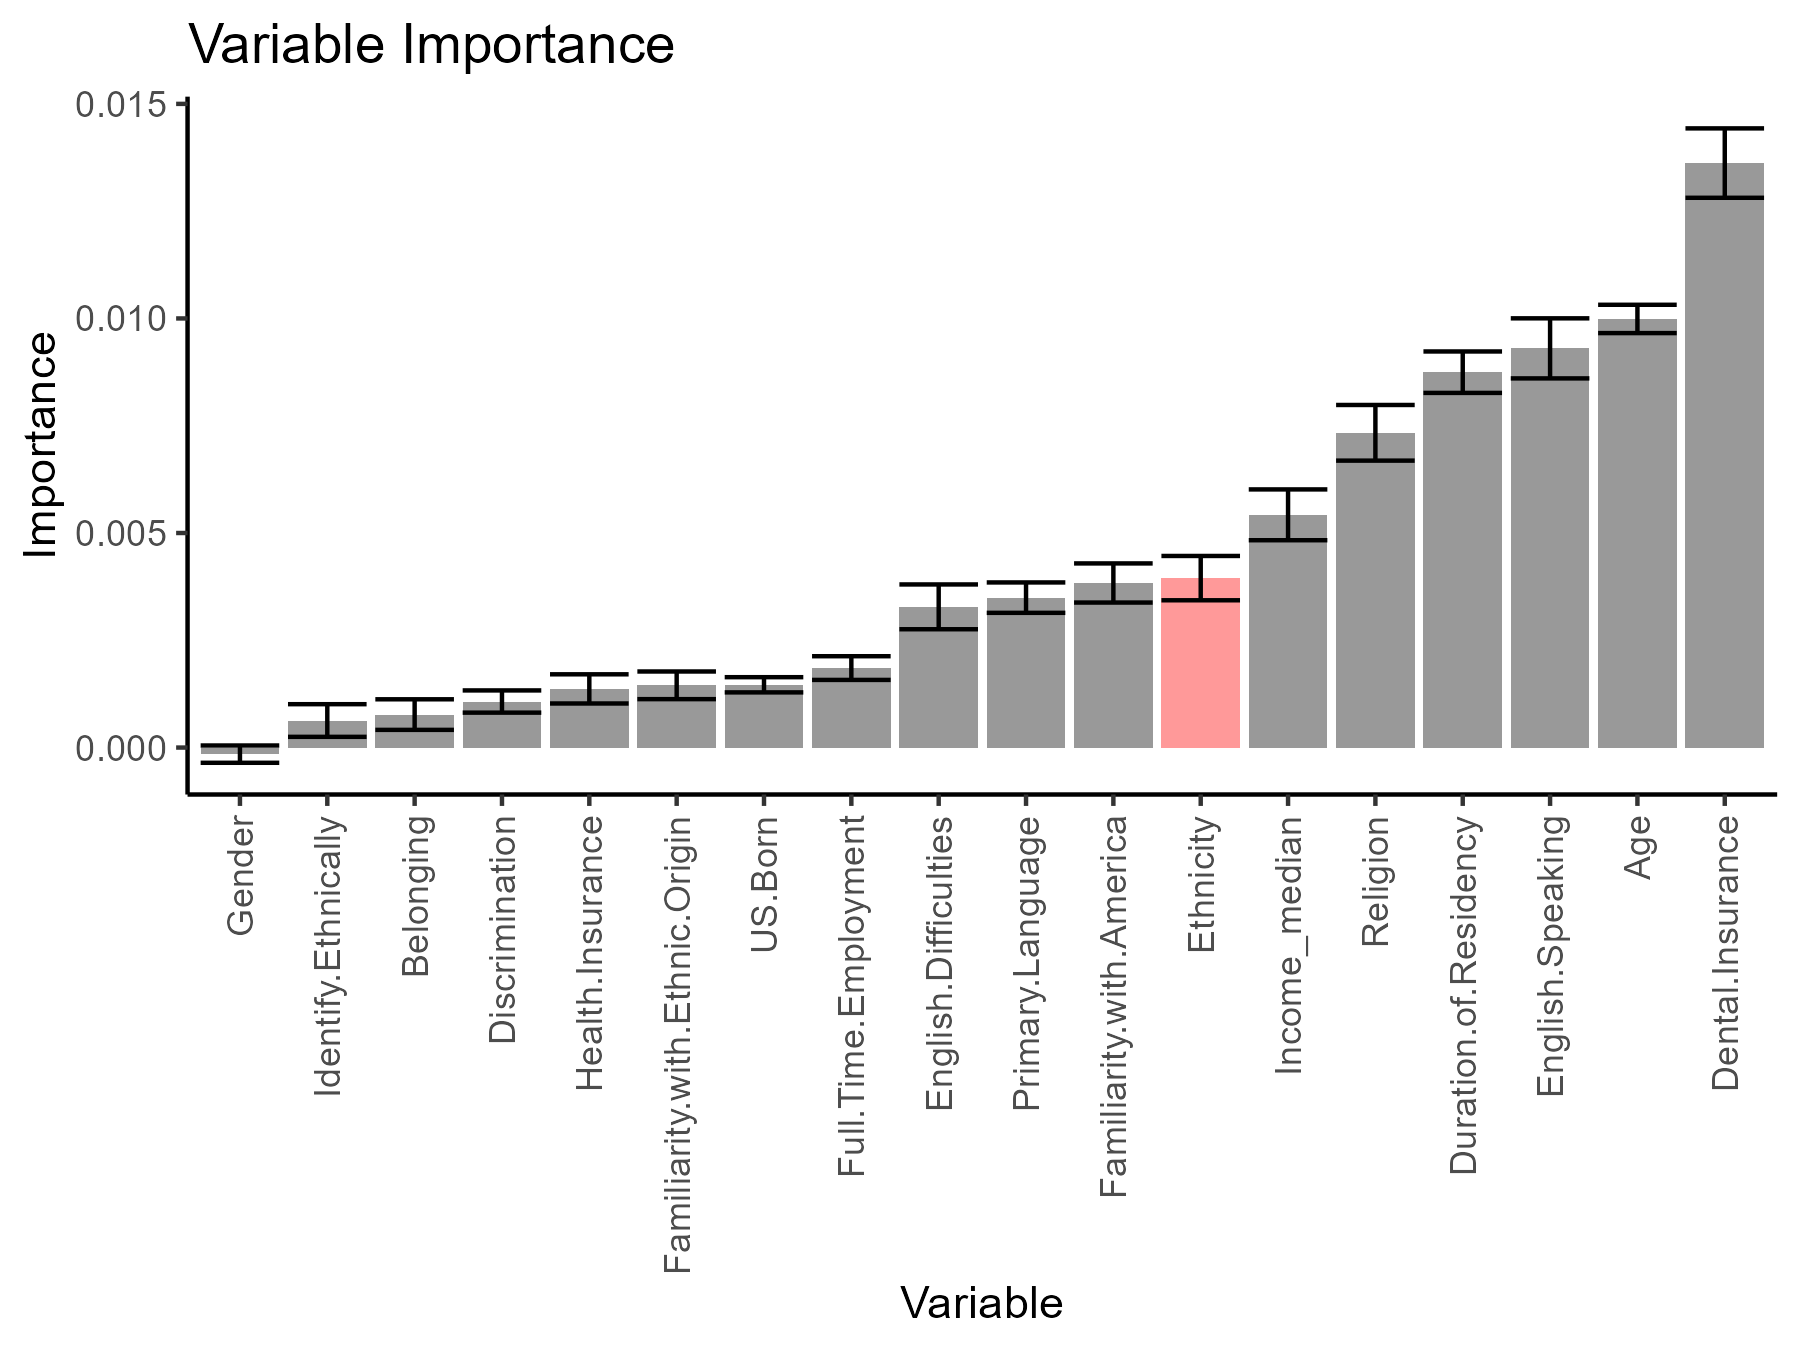 Variable Importance
0.015
0.010
0.005
0.000
Importance
Gender
Identify.Ethnically
Belonging
Discrimination
Health.Insurance
Familiarity.with.Ethnic.Origin
US.Born
Full.Time.Employment
English.Difficulties
Primary.Language
Familiarity.with.America
Ethnicity
Income_median
Religion
Duration.of.Residency
English.Speaking
Age
Dental.Insurance
Variable